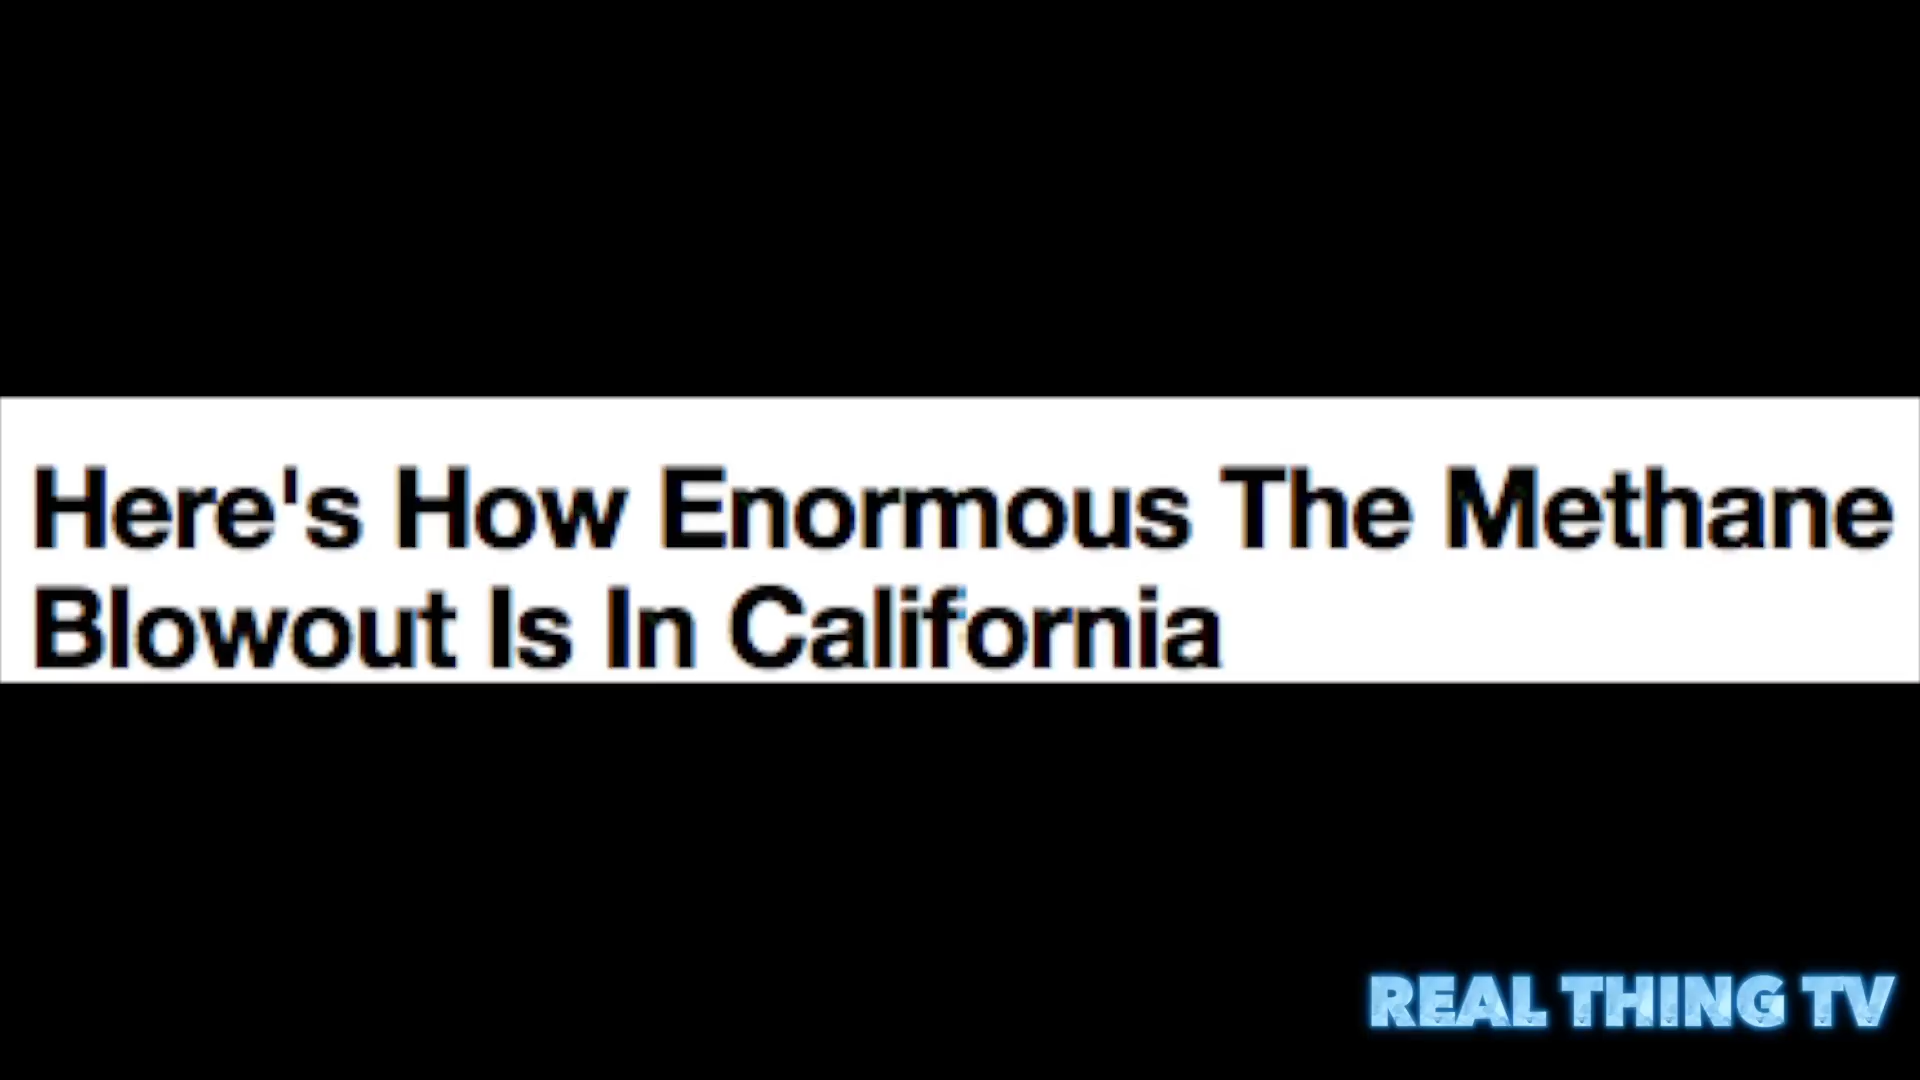 Here's How Enormous The Methane
Blowout Is In California
REAL THING TV